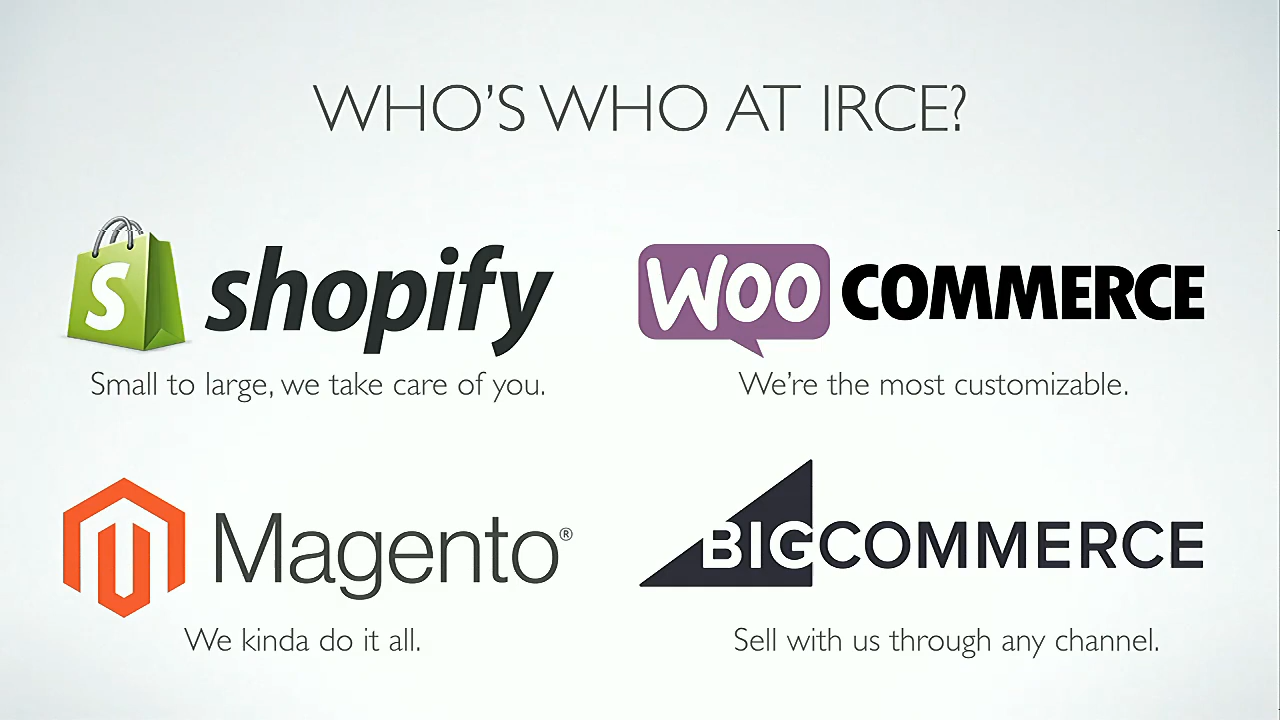 WHO'S WHO AT IRCE?
S shopify
WOO COMMERCE
Small to large, we take care of you.
We're the most customizable.
Magento®
BIGCOMMERCE
We kinda do it all.
Sell with us through any channel.